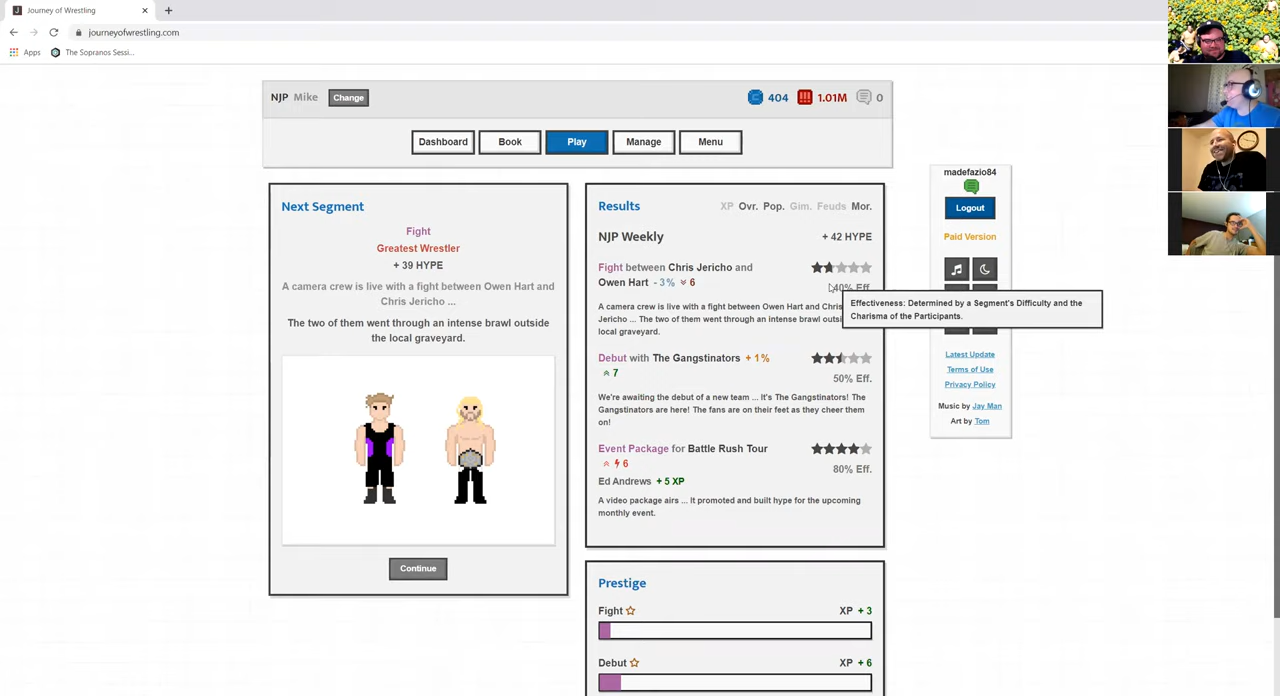 Journey of Wrestling
journeyofwrestling.com
Apps
The Sopranos Sessi...
NJP Mike Change
404 1.01M 0
Dashboard Book Play Manage Menu
Next Segment
Fight
Greatest Wrestler
+ 39 HYPE
A camera crew is live with a fight between Owen Hart and
Chris Jericho ...
The two of them went through an intense brawl outside
the local graveyard.
Continue
Results XP Ovr. Pop. Gim. Feuds Mor.
NJP Weekly + 42 HYPE
Fight between Chris Jericho and
Owen Hart - 3% 6
40% Eff.
A camera crew is live with a fight between Owen Hart and Chris
Jericho ... The two of them went through an intense brawl outsi
local graveyard.
Effectiveness: Determined by a Segment's Difficulty and the
Charisma of the Participants.
Debut with The Gangstinators + 1%
7
50% Eff.
We're awaiting the debut of a new team ... It's The Gangstinators! The
Gangstinators are here! The fans are on their feet as they cheer them
on!
Event Package for Battle Rush Tour
6
80% Eff.
Ed Andrews + 5 XP
A video package airs ... It promoted and built hype for the upcoming
monthly event.
Prestige
Fight XP + 3
Debut XP + 6
madefazio84
Logout
Paid Version
Latest Update
Terms of Use
Privacy Policy
Music by Jay Man
Art by Tom